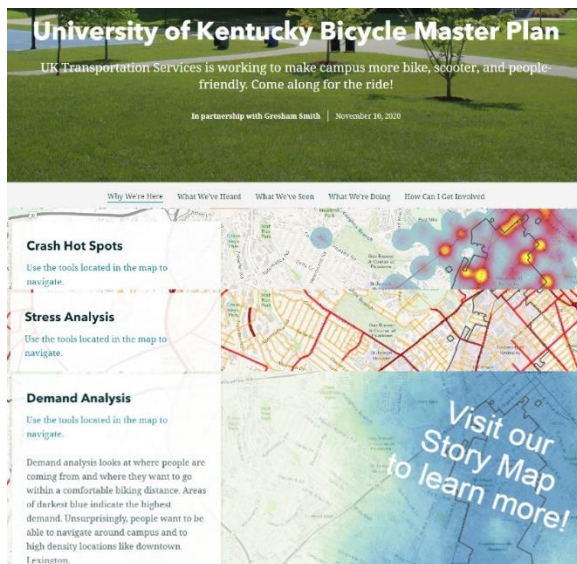 University of Kentucky Bicycle Master Plan
UK Transportation Services is working to make campus more bike, scooter, and people-
friendly. Come along for the ride!
In partnership with Gresham Smith | November 10, 2020
Why We're Here What We've Heard What We've Seen What We're Doing How Can I Get Involved
Crash Hot Spots
Use the tools located in the map to
navigate.
Stress Analysis
Use the tools located in the map to
navigate.
Demand Analysis
Use the tools located in the map to
navigate.
Demand analysis looks at where people are
coming from and where they want to go
within a comfortable biking distance. Areas
of darkest blue indicate the highest
demand. Unsurprisingly, people want to be
able to navigate around campus and to
high density locations like downtown
Lexington.
Visit our
Story Map
to learn more!